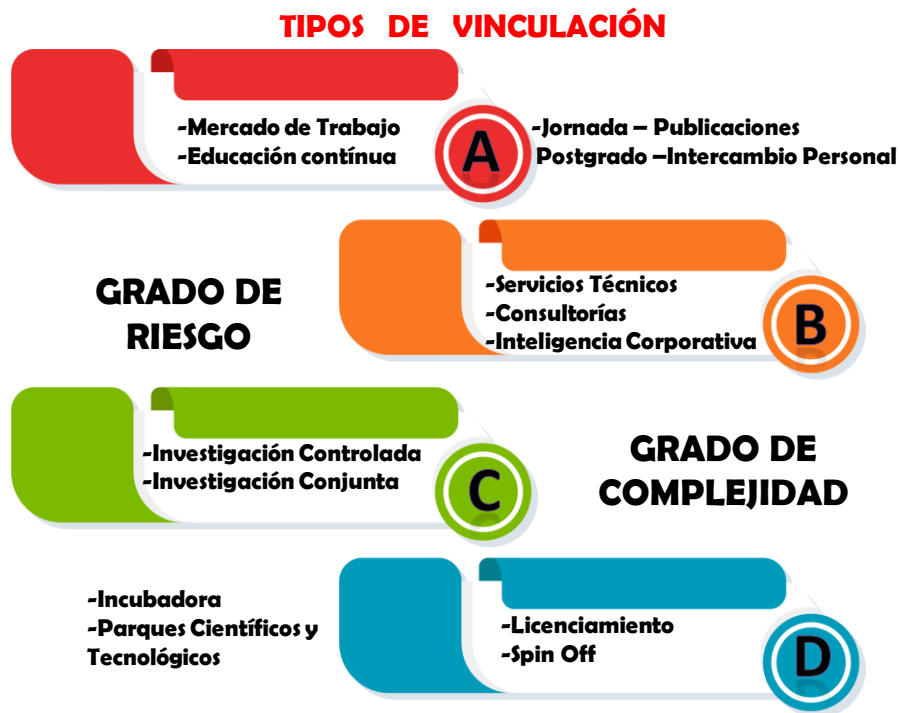 TIPOS DE VINCULACIÓN
-Mercado de Trabajo
-Educación contínua
A
-Jornada – Publicaciones
Postgrado –Intercambio Personal
GRADO DE
RIESGO
-Servicios Técnicos
-Consultorías
-Inteligencia Corporativa
B
-Investigación Controlada
-Investigación Conjunta
C
GRADO DE
COMPLEJIDAD
-Incubadora
-Parques Científicos y
Tecnológicos
-Licenciamiento
-Spin Off
D